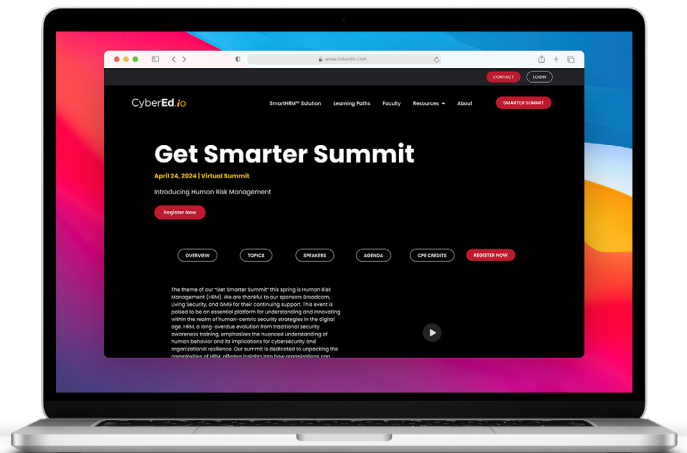 www.linkedin.com
CONTACT
LOGIN
CyberEd.io
SmartHRM™ Solution
Learning Paths
Faculty
Resources
About
SMARTER SUMMIT
Get Smarter Summit
April 24, 2024 | Virtual Summit
Introducing Human Risk Management
Register Now
OVERVIEW
TOPICS
SPEAKERS
AGENDA
CPE CREDITS
REGISTER NOW
The theme of our "Get Smarter Summit" this spring is Human Risk
Management (HRM). We are thankful to our sponsors Broadcom,
Living Security, and ISMG for their continuing support. This event is
poised to be an essential platform for understanding and innovating
within the realm of human-centric security strategies in the digital
age. HRM, a long-overdue evolution from traditional security
awareness training, emphasizes the nuanced understanding of
human behavior and its implications for cybersecurity and
organizational resilience. Our summit is dedicated to unpacking the
complexities of HRM, offering insights into how organizations can